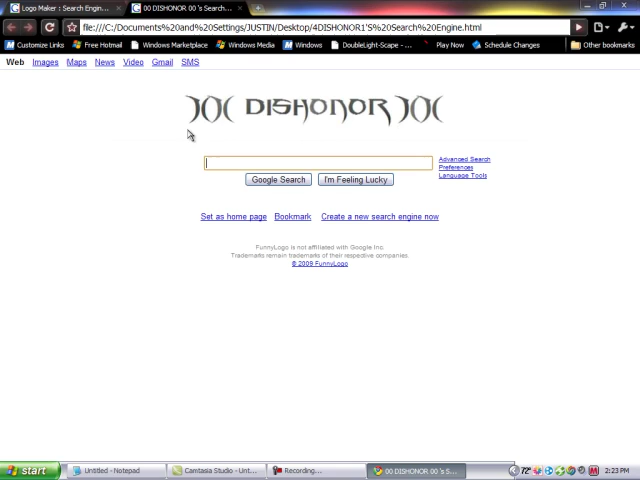 Logo Maker : Search Engin...
00 DISHONOR 00 's Search...
file:///C:/Documents%20and%20Settings/JUSTIN/Desktop/4DISHONOR1'S%20Search%20Engine.html
Customize Links Free Hotmail Windows Marketplace Windows Media Windows DoubleLight-Scape - ... Play Now Schedule Changes Other bookmarks
Web Images Maps News Video Gmail SMS
)()( DISHONOR )()(
Advanced Search
Preferences
Language Tools
Google Search I'm Feeling Lucky
Set as home page Bookmark Create a new search engine now
FunnyLogo is not affiliated with Google Inc.
Trademarks remain trademarks of their respective companies.
© 2009 FunnyLogo
start Untitled - Notepad Camtasia Studio - Unt... Recording... 00 DISHONOR 00 's S... 72° 2:23 PM